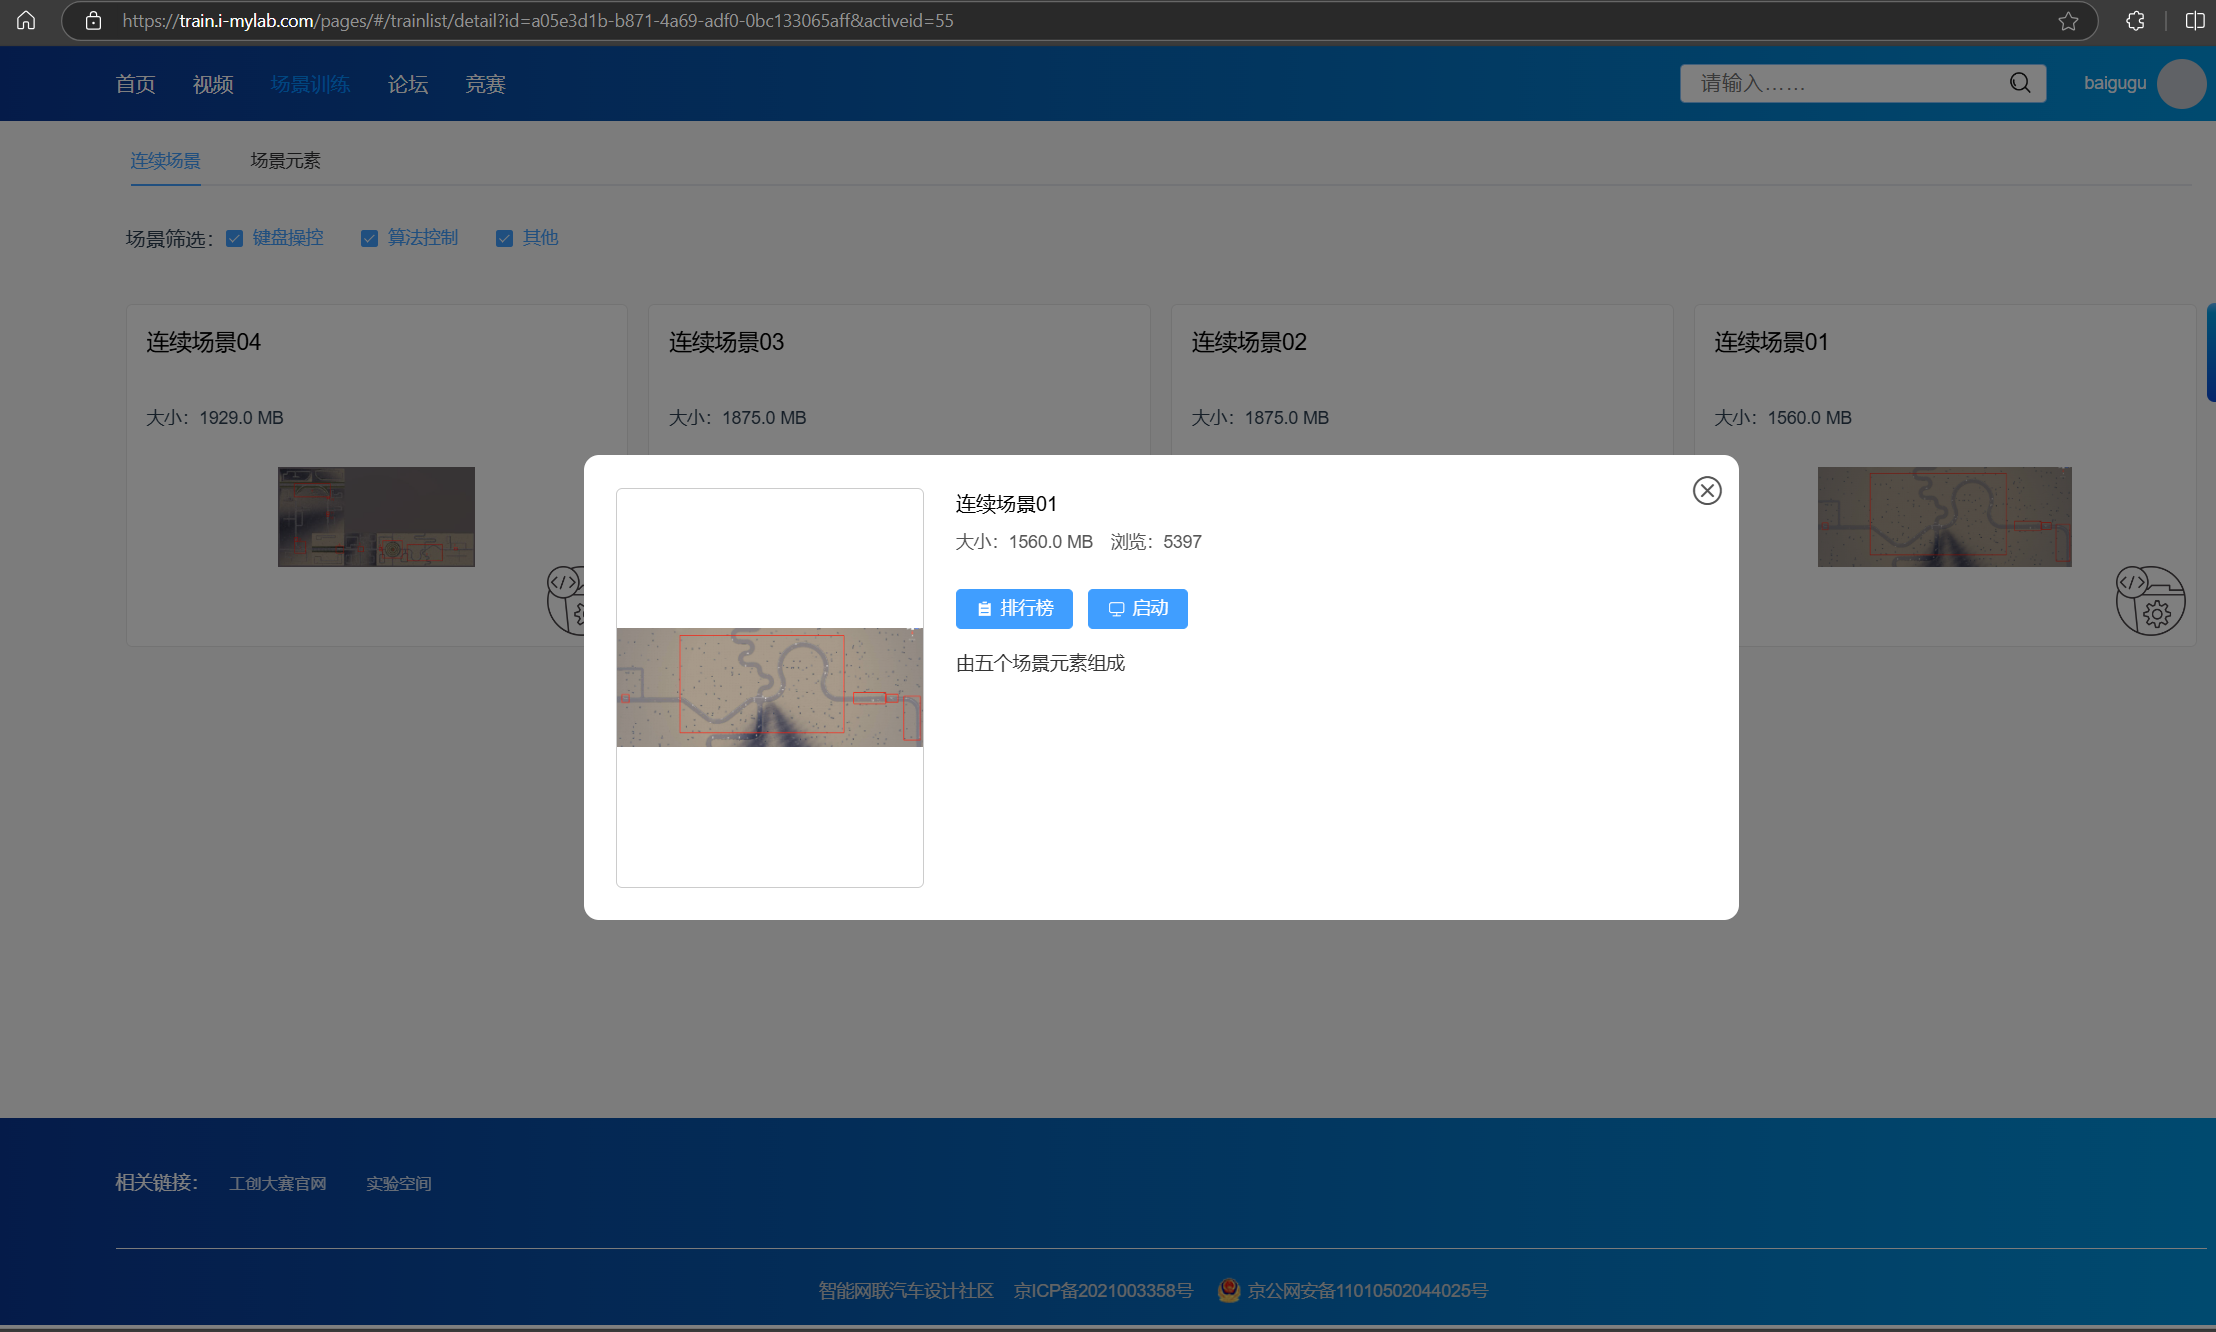 https://train.i-mylab.com/pages/#/trainlist/detail?id=a05e3d1b-b871-4a69-adf0-0bc133065aff&activeid=55
首页 视频 场景训练 论坛 竞赛 请输入…… baigugu
连续场景 场景元素
场景筛选： 键盘操控 算法控制 其他
连续场景04 连续场景03 连续场景02 连续场景01
大小：1929.0 MB 大小：1875.0 MB 大小：1875.0 MB 大小：1560.0 MB
连续场景01
大小：1560.0 MB 浏览：5397
排行榜 启动
由五个场景元素组成
相关链接： 工创大赛官网 实验空间
智能网联汽车设计社区 京ICP备2021003358号 京公网安备11010502044025号